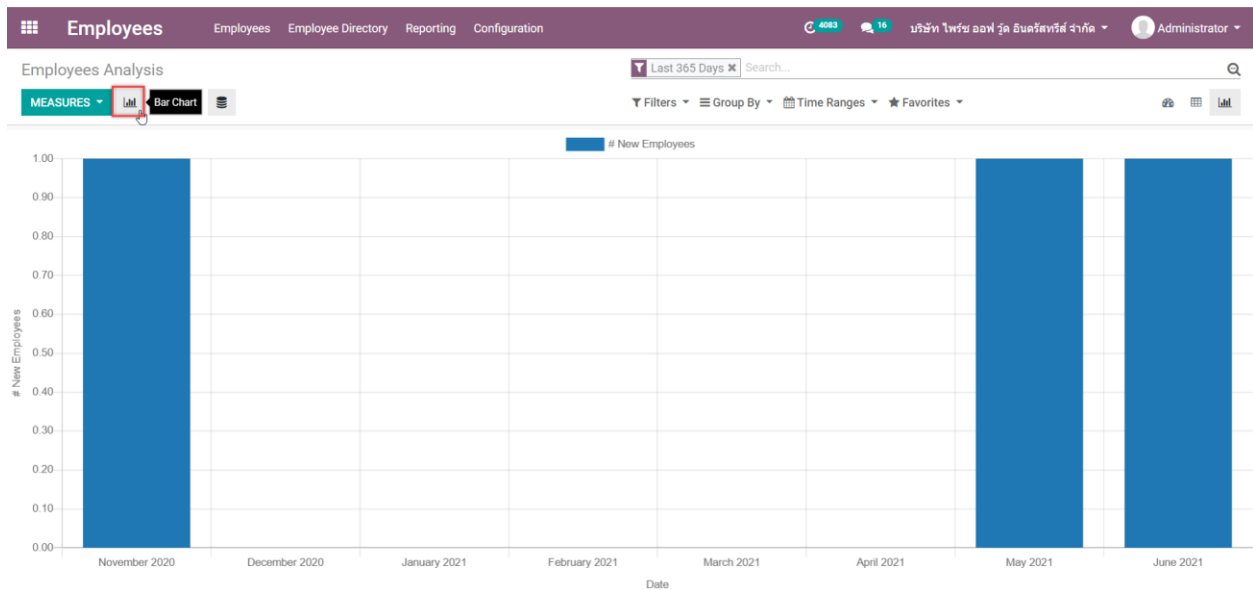 Employees Employees Employee Directory Reporting Configuration 4083 16 บริษัท ไพร์ซ ออฟ วู้ด อินดรัสทรีส์ จำกัด Administrator
Employees Analysis Last 365 Days Search...
MEASURES Bar Chart Filters Group By Time Ranges Favorites
# New Employees
1.00
0.90
0.80
0.70
0.60
0.50
0.40
0.30
0.20
0.10
0.00
# New Employees
November 2020 December 2020 January 2021 February 2021 March 2021 April 2021 May 2021 June 2021
Date